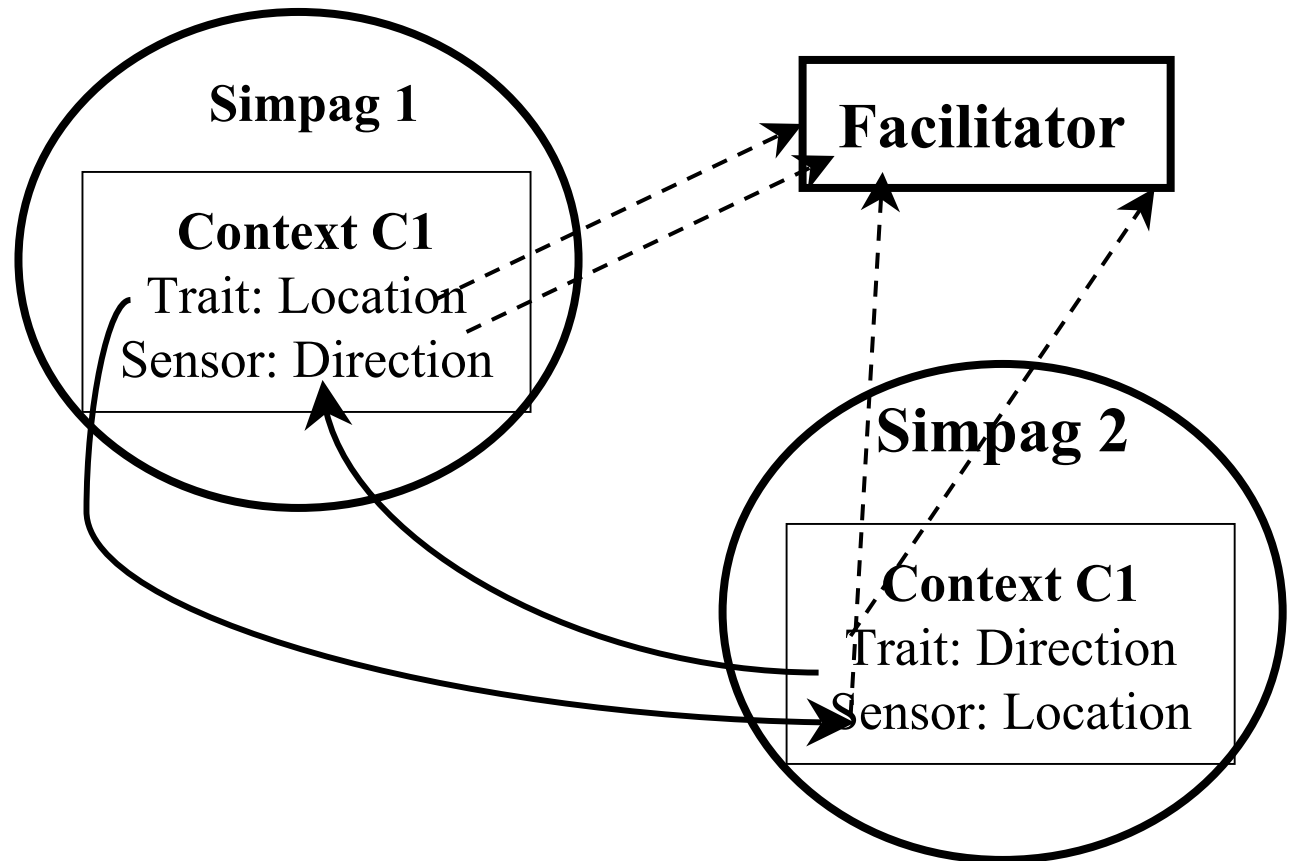 Simpag 1
Context C1
Trait: Location
Sensor: Direction
Facilitator
Simpag 2
Context C1
Trait: Direction
Sensor: Location